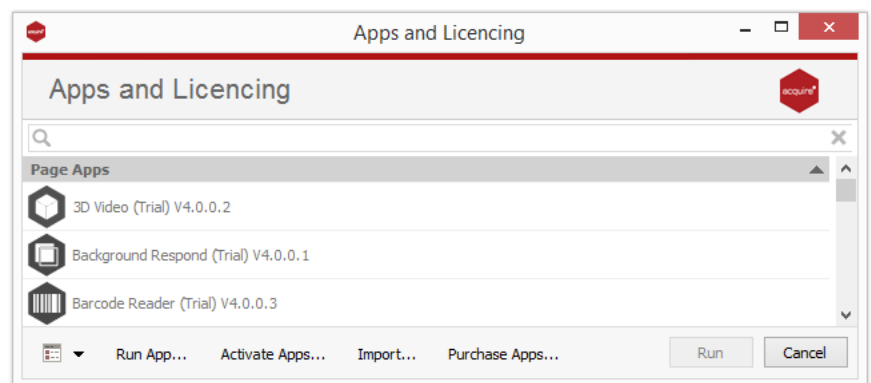 Apps and Licencing
Apps and Licencing
acquire
Page Apps
3D Video (Trial) V4.0.0.2
Background Respond (Trial) V4.0.0.1
Barcode Reader (Trial) V4.0.0.3
Run App... Activate Apps... Import... Purchase Apps... Run Cancel